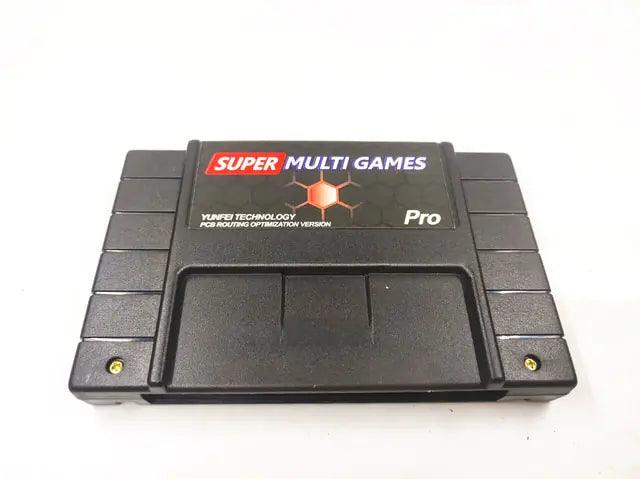 SUPER MULTI GAMES
YUNFEI TECHNOLOGY
PCB ROUTING OPTIMIZATION VERSION
Pro